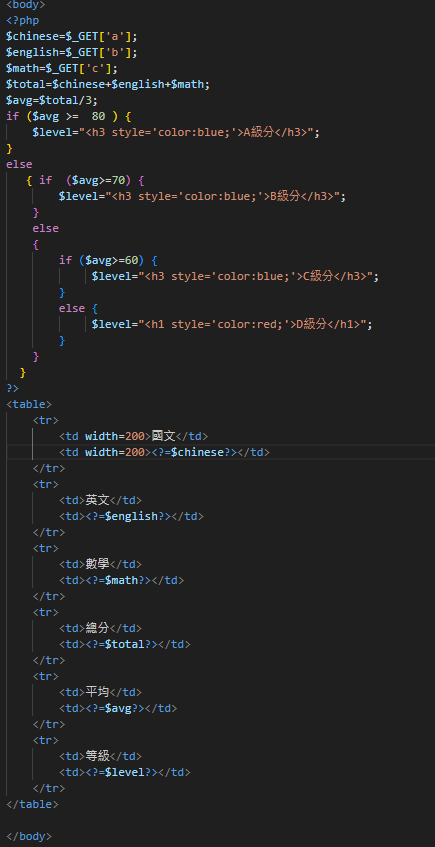 <body>
<?php
$chinese=$_GET['a'];
$english=$_GET['b'];
$math=$_GET['c'];
$total=$chinese+$english+$math;
$avg=$total/3;
if ($avg >=  80 ) {
    $level="<h3 style='color:blue;'>A級分</h3>";
}
else
   { if  ($avg>=70) {
        $level="<h3 style='color:blue;'>B級分</h3>";
    }
    else
    {
        if ($avg>=60) {
             $level="<h3 style='color:blue;'>C級分</h3>";
        }
        else {
             $level="<h1 style='color:red;'>D級分</h1>";
        }
    }
  }
?>
<table>
    <tr>
        <td width=200>國文</td>
        <td width=200><?=$chinese?></td>
    </tr>
    <tr>
        <td>英文</td>
        <td><?=$english?></td>
    </tr>
    <tr>
        <td>數學</td>
        <td><?=$math?></td>
    </tr>
    <tr>
        <td>總分</td>
        <td><?=$total?></td>
    </tr>
    <tr>
        <td>平均</td>
        <td><?=$avg?></td>
    </tr>
    <tr>
        <td>等級</td>
        <td><?=$level?></td>
    </tr>
</table>

</body>